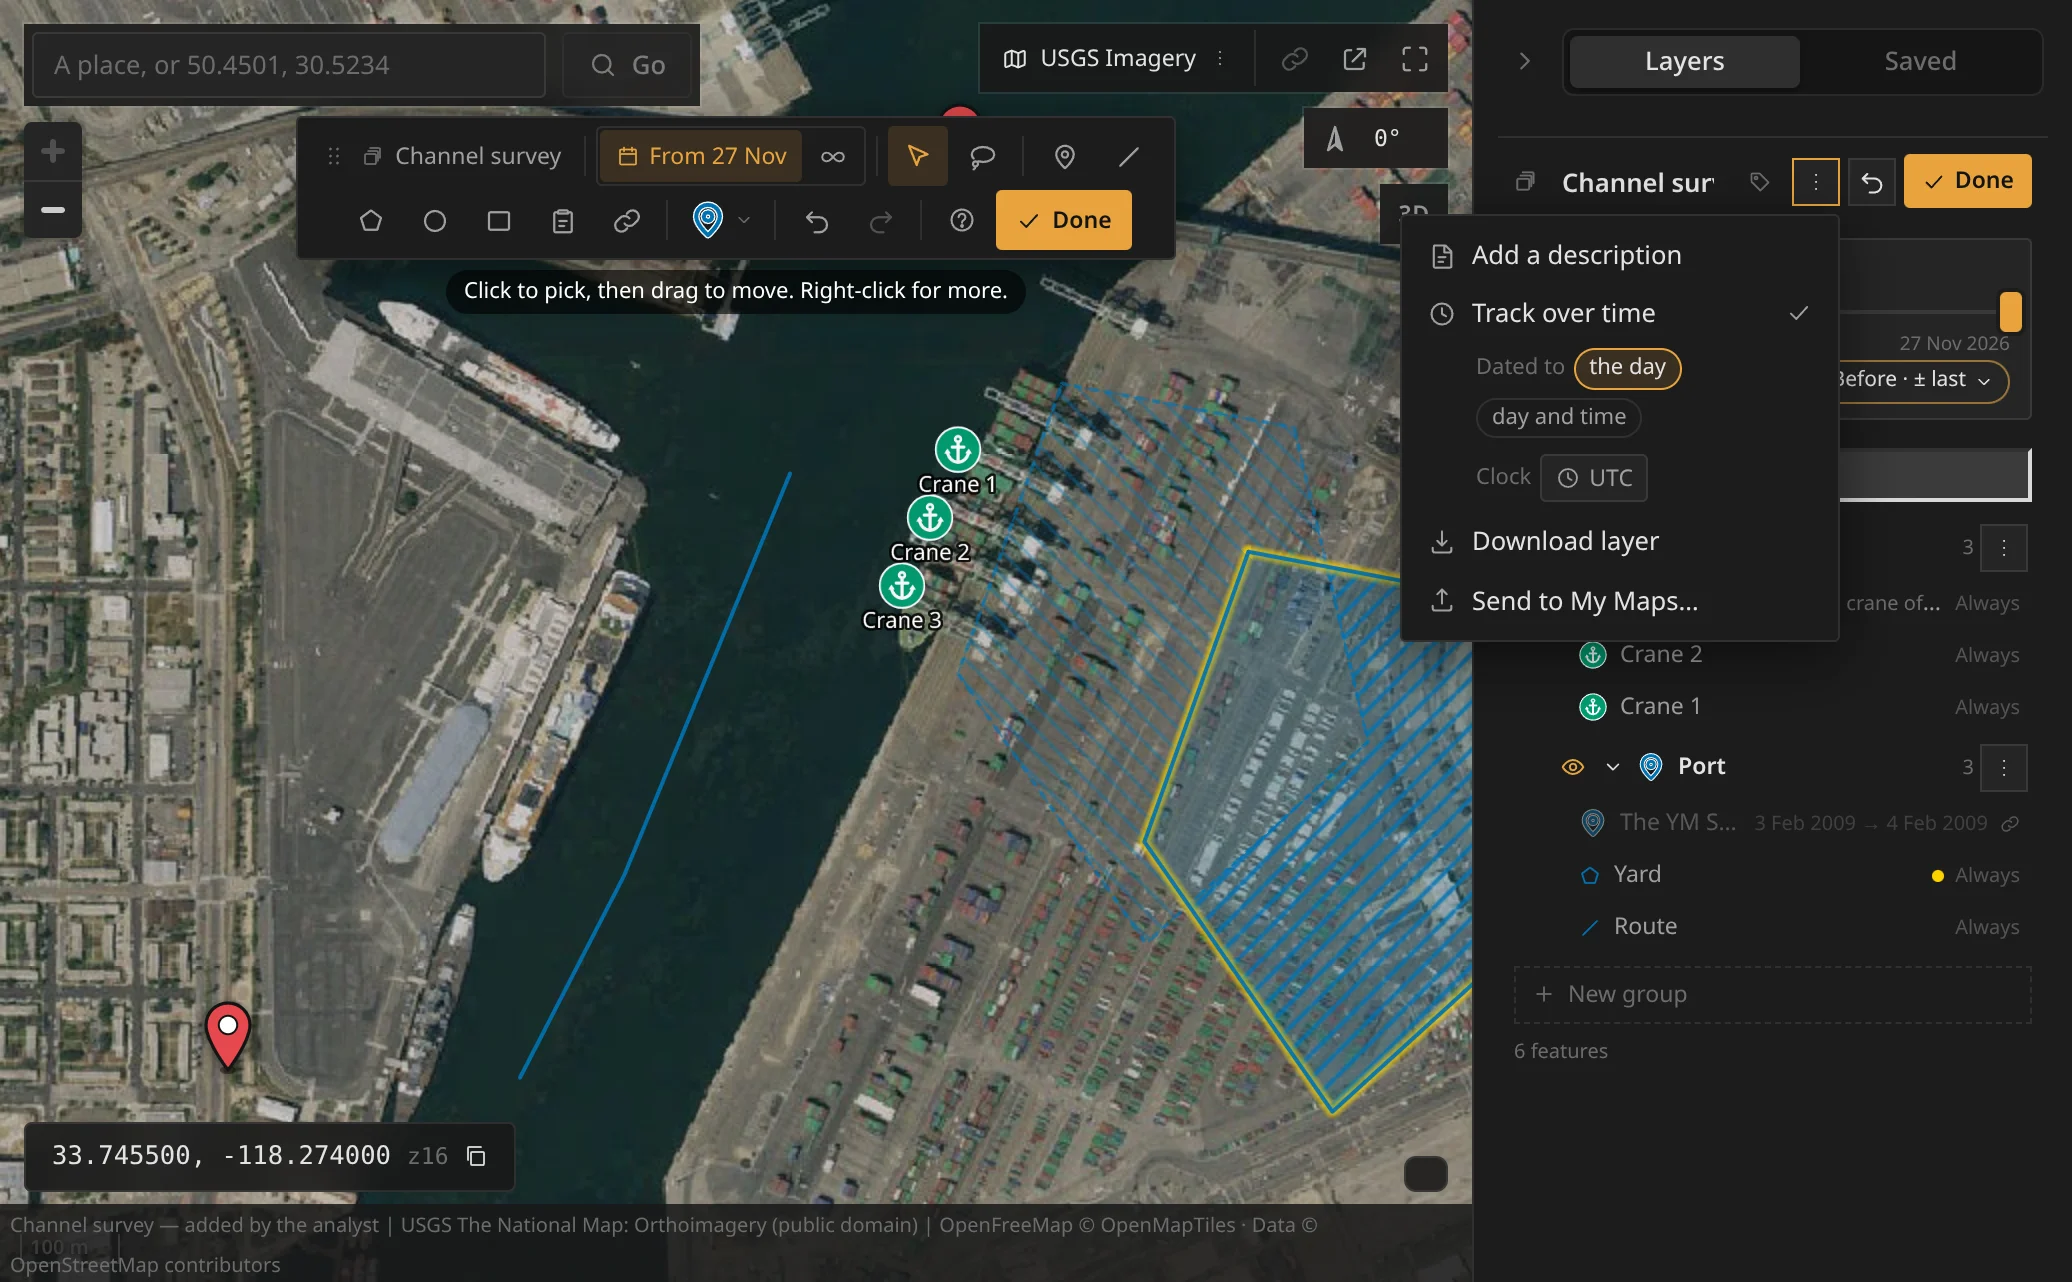 A place, or 50.4501, 30.5234
Go
USGS Imagery
Layers
Saved
0°
Channel survey
From 27 Nov
Done
Click to pick, then drag to move. Right-click for more.
Channel sur
Done
Add a description
Track over time
Dated to the day
day and time
Clock UTC
Download layer
Send to My Maps...
27 Nov 2026
Before · ± last
3
crane of... Always
Crane 2 Always
Crane 1 Always
Port 3
The YM S... 3 Feb 2009 → 4 Feb 2009
Yard Always
Route Always
New group
6 features
Crane 1
Crane 2
Crane 3
33.745500, -118.274000 z16
Channel survey — added by the analyst | USGS The National Map: Orthoimagery (public domain) | OpenFreeMap © OpenMapTiles · Data ©
100 m
OpenStreetMap contributors